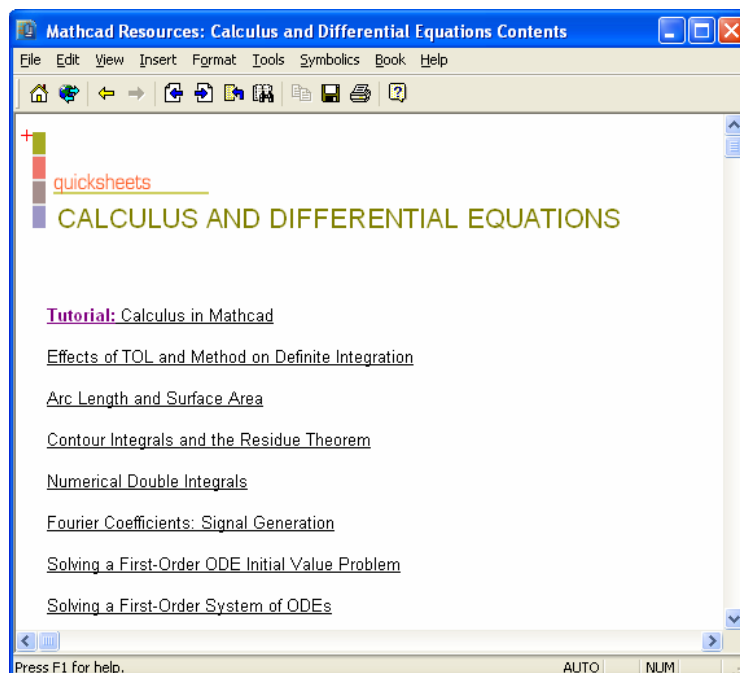 Mathcad Resources: Calculus and Differential Equations Contents
File Edit View Insert Format Tools Symbolics Book Help
quicksheets
CALCULUS AND DIFFERENTIAL EQUATIONS
Tutorial: Calculus in Mathcad
Effects of TOL and Method on Definite Integration
Arc Length and Surface Area
Contour Integrals and the Residue Theorem
Numerical Double Integrals
Fourier Coefficients: Signal Generation
Solving a First-Order ODE Initial Value Problem
Solving a First-Order System of ODEs
Press F1 for help. AUTO NUM